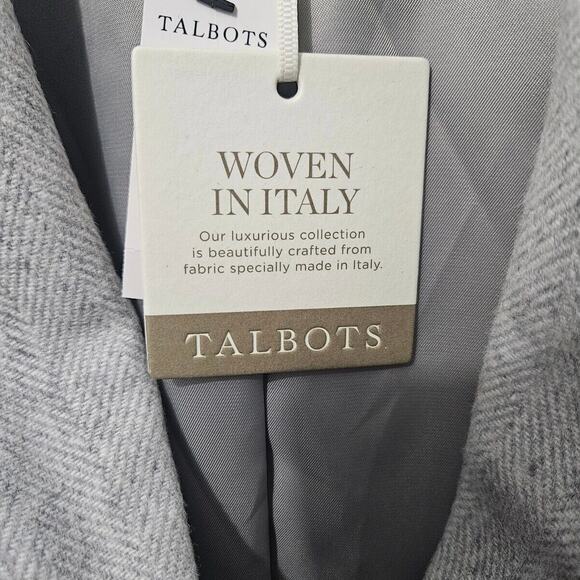 TALBOTS
WOVEN
IN ITALY
Our luxurious collection
is beautifully crafted from
fabric specially made in Italy.
TALBOTS